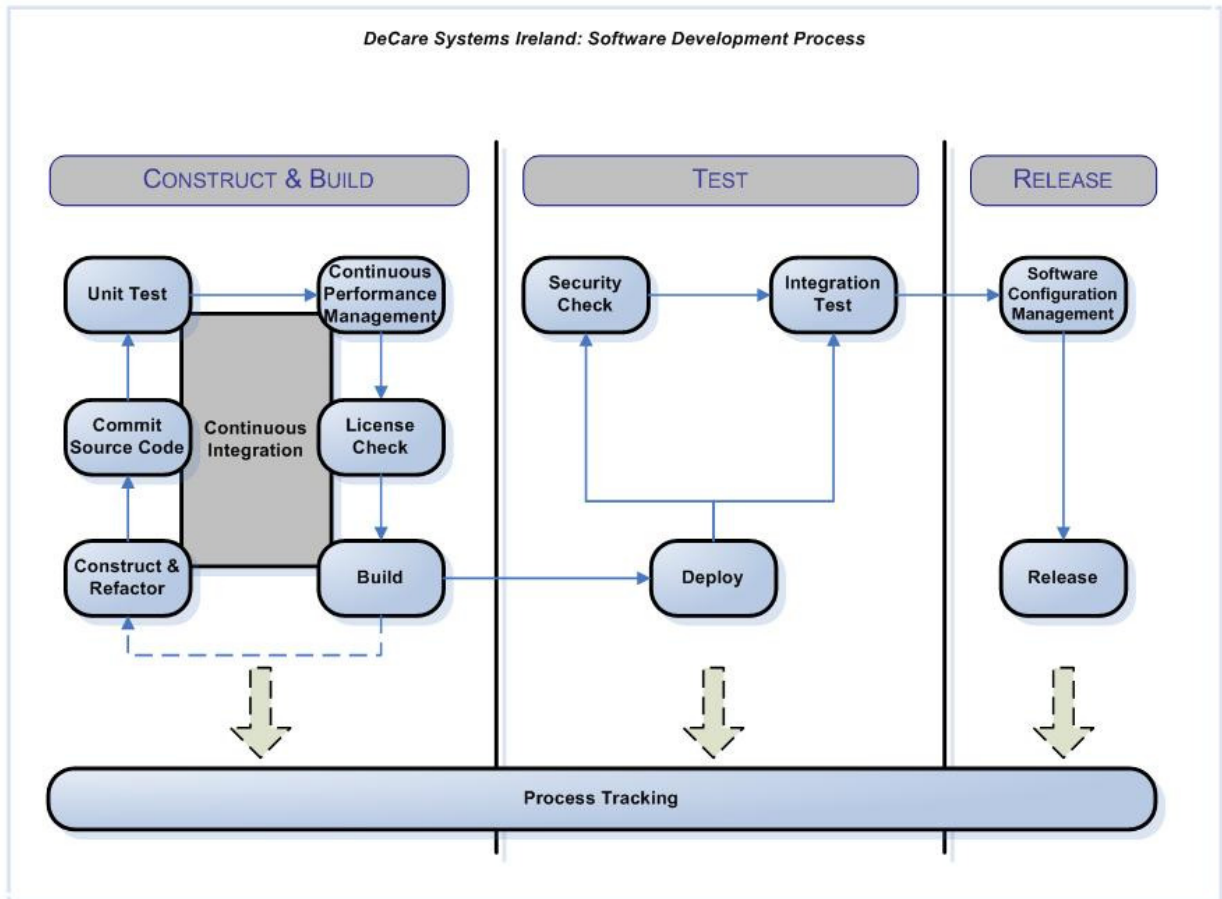 DeCare Systems Ireland: Software Development Process
CONSTRUCT & BUILD
TEST
RELEASE
Unit Test
Continuous
Performance
Management
Commit
Source Code
Continuous
Integration
License
Check
Construct &
Refactor
Build
Security
Check
Integration
Test
Deploy
Software
Configuration
Management
Release
Process Tracking